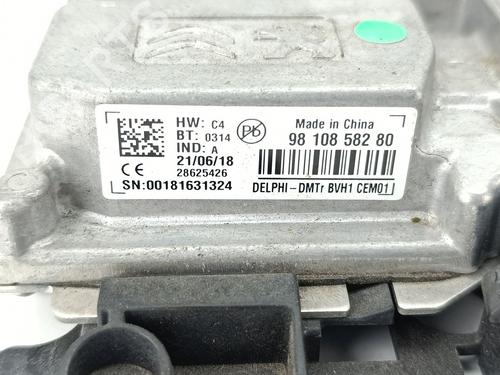 HW: C4
BT: 0314
IND: A
21/06/18
28625426
SN:00181631324
Pb
Made in China
98 108 582 80
DELPHI-DMTr BVH1 CEM01